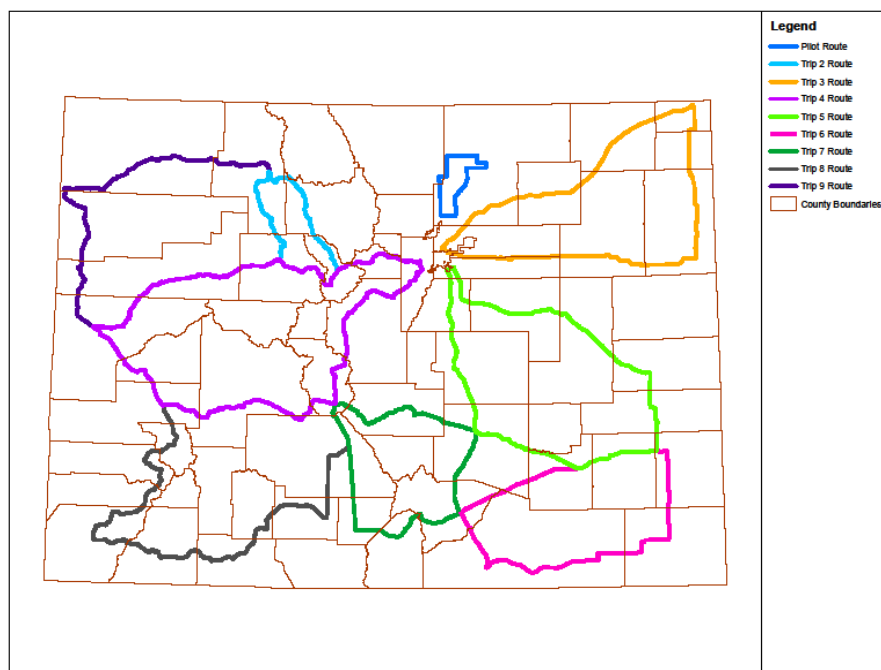 Legend
Pilot Route
Trip 2 Route
Trip 3 Route
Trip 4 Route
Trip 5 Route
Trip 6 Route
Trip 7 Route
Trip 8 Route
Trip 9 Route
County Boundaries